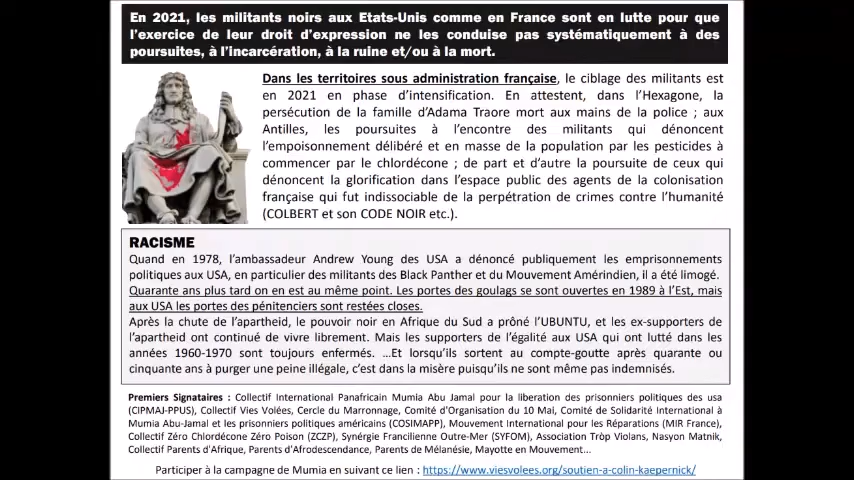 En 2021, les militants noirs aux Etats-Unis comme en France sont en lutte pour que
l'exercice de leur droit d'expression ne les conduise pas systématiquement à des
poursuites, à l'incarcération, à la ruine et/ou à la mort.
Dans les territoires sous administration française, le ciblage des militants est
en 2021 en phase d'intensification. En attestent, dans l'Hexagone, la
persécution de la famille d'Adama Traore mort aux mains de la police ; aux
Antilles, les poursuites à l'encontre des militants qui dénoncent
l'empoisonnement délibéré et en masse de la population par les pesticides à
commencer par le chlordécone ; de part et d'autre la poursuite de ceux qui
dénoncent la glorification dans l'espace public des agents de la colonisation
française qui fut indissociable de la perpétration de crimes contre l'humanité
(COLBERT et son CODE NOIR etc.).
RACISME
Quand en 1978, l'ambassadeur Andrew Young des USA a dénoncé publiquement les emprisonnements
politiques aux USA, en particulier des militants des Black Panther et du Mouvement Amérindien, il a été limogé.
Quarante ans plus tard on en est au même point. Les portes des goulags se sont ouvertes en 1989 à l'Est, mais
aux USA les portes des pénitenciers sont restées closes.
Après la chute de l'apartheid, le pouvoir noir en Afrique du Sud a prôné l'UBUNTU, et les ex-supporters de
l'apartheid ont continué de vivre librement. Mais les supporters de l'égalité aux USA qui ont lutté dans les
années 1960-1970 sont toujours enfermés. ...Et lorsqu'ils sortent au compte-goutte après quarante ou
cinquante ans à purger une peine illégale, c'est dans la misère puisqu'ils ne sont même pas indemnisés.
Premiers Signataires : Collectif International Panafricain Mumia Abu Jamal pour la liberation des prisonniers politiques des usa
(CIPMAJ-PPUS), Collectif Vies Volées, Cercle du Marronnage, Comité d'Organisation du 10 Mai, Comité de Solidarité International à
Mumia Abu-Jamal et les prisonniers politiques américains (COSIMAPP), Mouvement International pour les Réparations (MIR France),
Collectif Zéro Chlordécone Zéro Poison (ZCZP), Synérgie Francilienne Outre-Mer (SYFOM), Association Tròp Violans, Nasyon Matnik,
Collectif Parents d'Afrique, Parents d'Afrodescendance, Parents de Mélanésie, Mayotte en Mouvement...
Participer à la campagne de Mumia en suivant ce lien : https://www.viesvolees.org/soutien-a-colin-kaepernick/